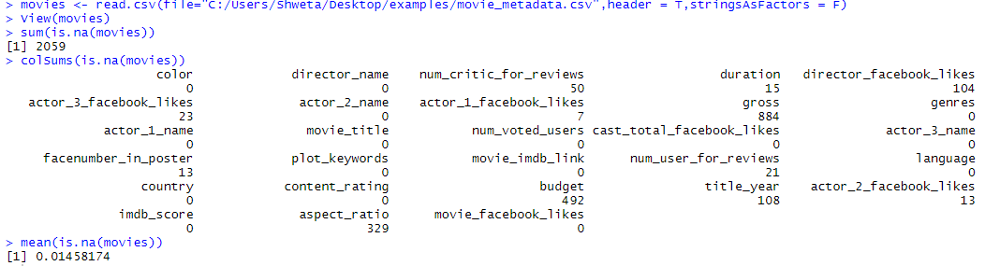 > movies <- read.csv(file="C:/Users/Shweta/Desktop/examples/movie_metadata.csv",header = T,stringsAsFactors = F)
> View(movies)
> sum(is.na(movies))
[1] 2059
> colSums(is.na(movies))
color director_name num_critic_for_reviews duration director_facebook_likes
0 0 50 15 104
actor_3_facebook_likes actor_2_name actor_1_facebook_likes gross genres
23 0 7 884 0
actor_1_name movie_title num_voted_users cast_total_facebook_likes actor_3_name
0 0 0 0 0
facenumber_in_poster plot_keywords movie_imdb_link num_user_for_reviews language
13 0 0 21 0
country content_rating budget title_year actor_2_facebook_likes
0 0 492 108 13
imdb_score aspect_ratio movie_facebook_likes
0 329 0
> mean(is.na(movies))
[1] 0.01458174